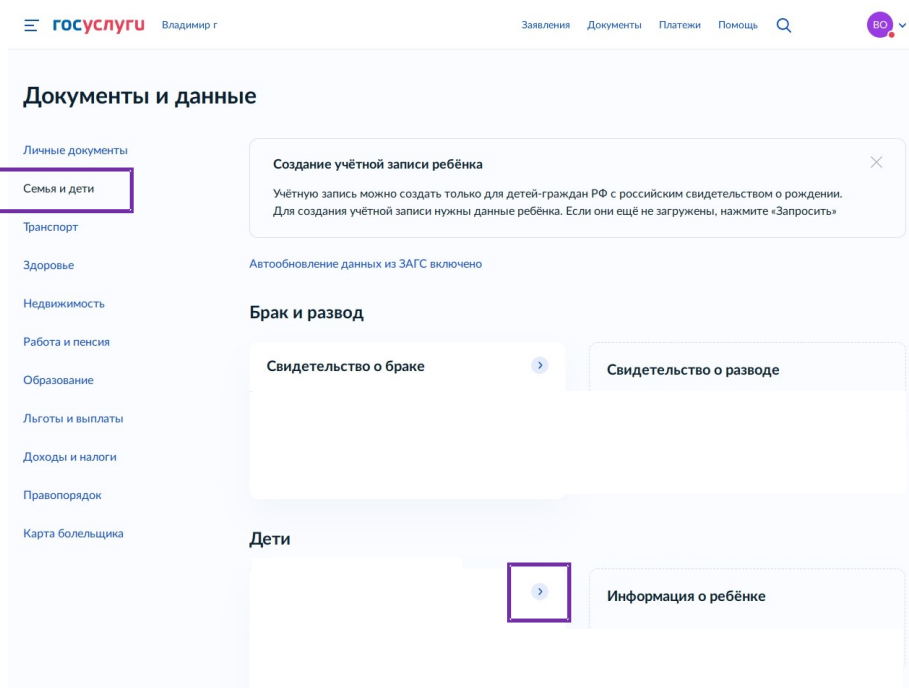 госуслуги Владимир г Заявления Документы Платежи Помощь ВО
Документы и данные
Личные документы
Семья и дети
Транспорт
Здоровье
Недвижимость
Работа и пенсия
Образование
Льготы и выплаты
Доходы и налоги
Правопорядок
Карта болельщика
Создание учётной записи ребёнка
Учётную запись можно создать только для детей-граждан РФ с российским свидетельством о рождении.
Для создания учётной записи нужны данные ребёнка. Если они ещё не загружены, нажмите «Запросить»
Автообновление данных из ЗАГС включено
Брак и развод
Свидетельство о браке
Свидетельство о разводе
Дети
Информация о ребёнке